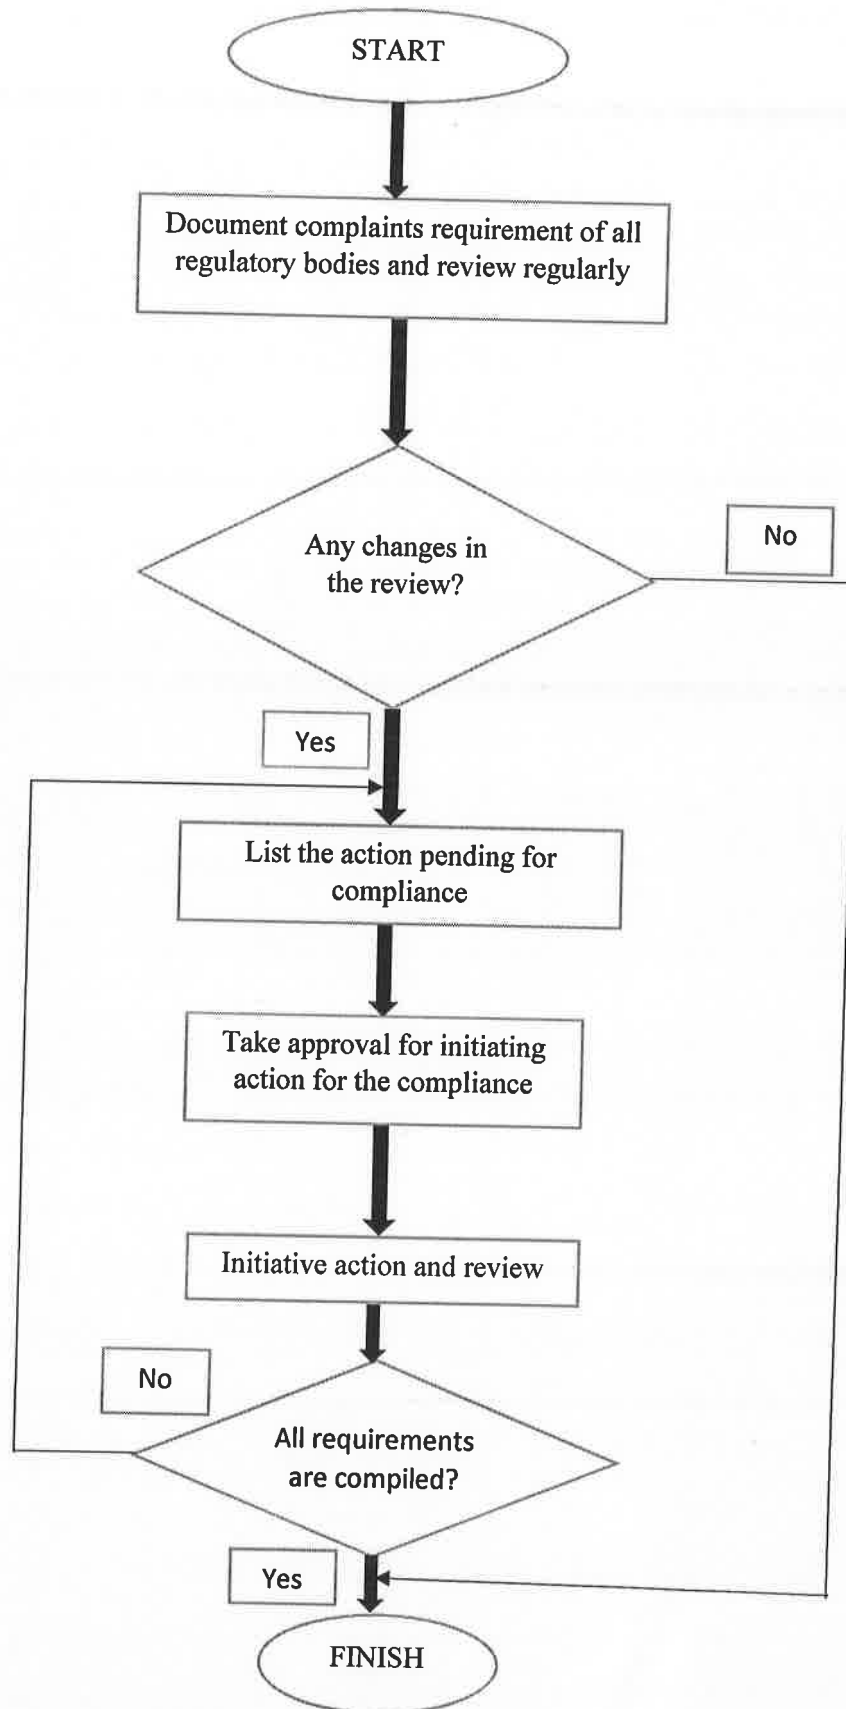 START
Document complaints requirement of all
regulatory bodies and review regularly
Any changes in
the review?
No
Yes
List the action pending for
compliance
Take approval for initiating
action for the compliance
Initiative action and review
No
All requirements
are compiled?
Yes
FINISH